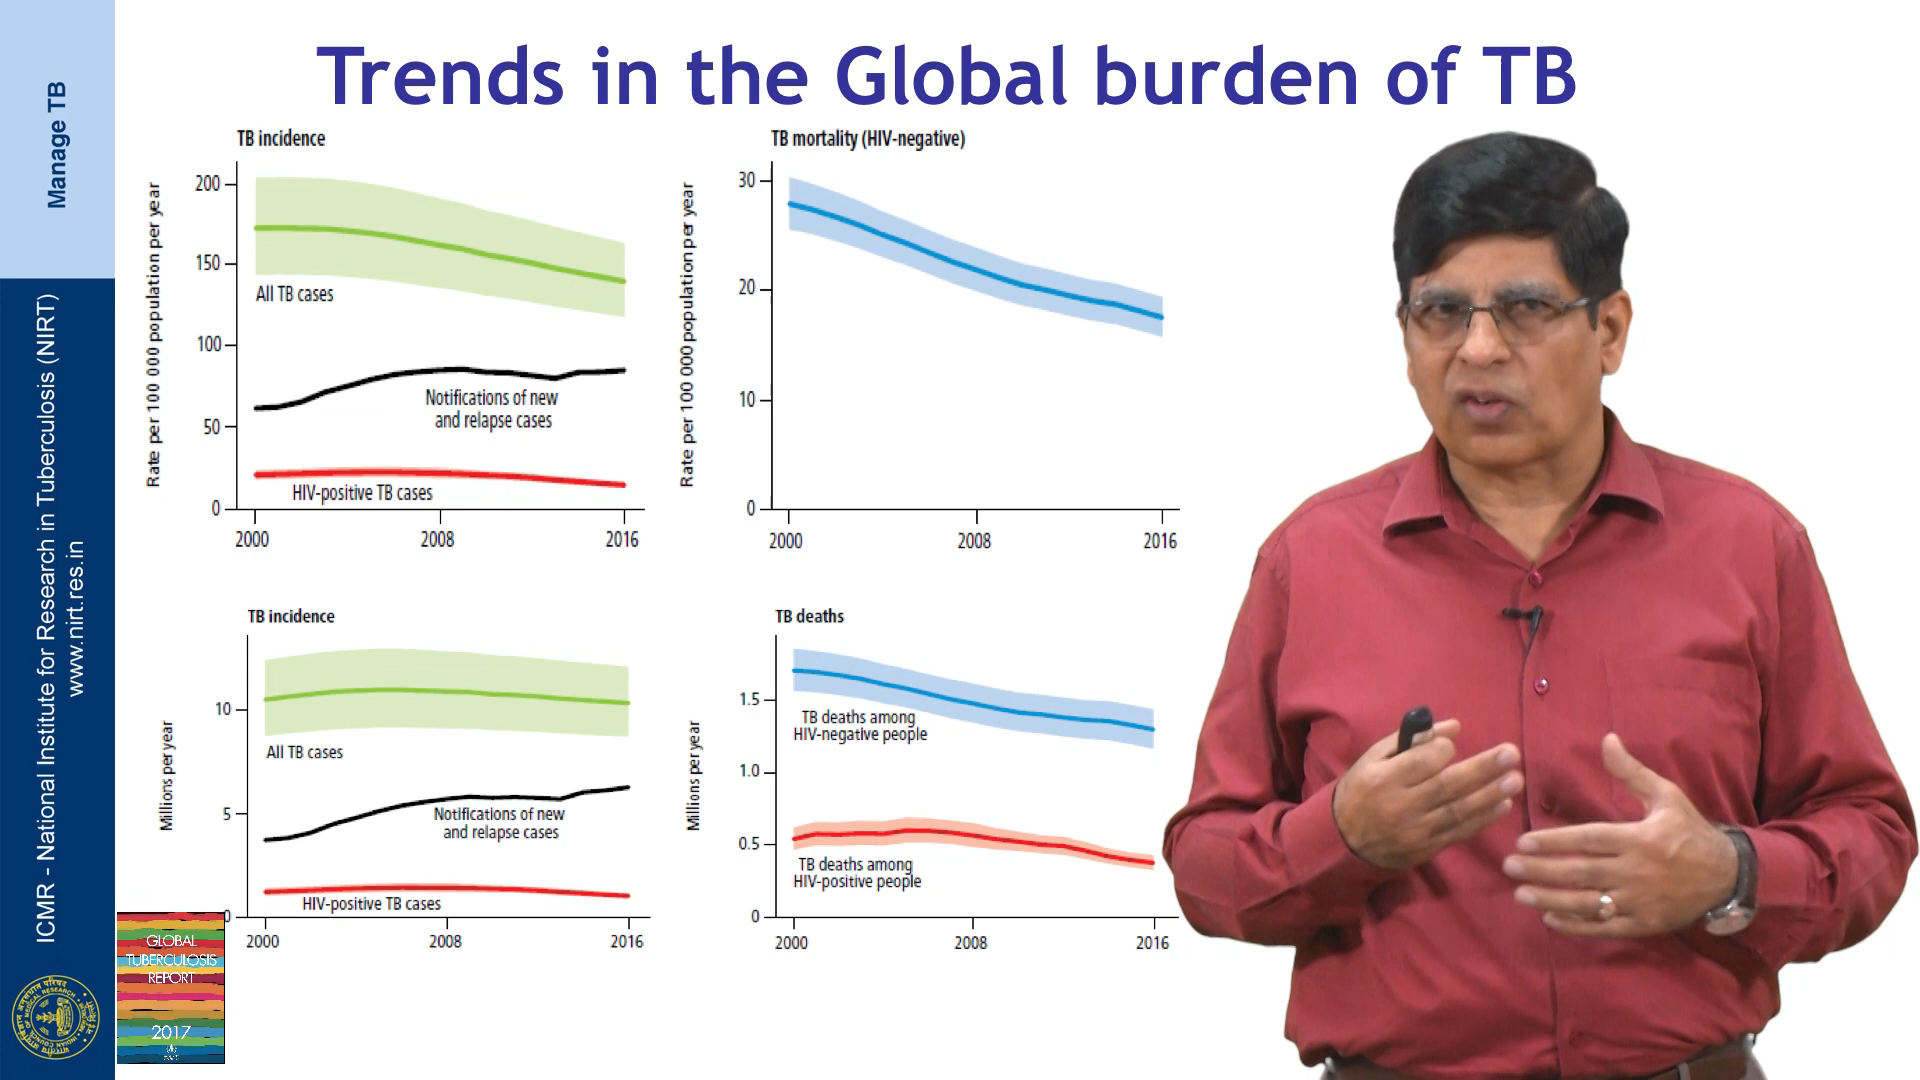 Trends in the Global burden of TB
Manage TB
ICMR - National Institute for Research in Tuberculosis (NIRT)
www.nirt.res.in
TB incidence
Rate per 100 000 population per year
200
150
100
50
0
All TB cases
Notifications of new
and relapse cases
HIV-positive TB cases
2000 2008 2016
TB mortality (HIV-negative)
Rate per 100 000 population per year
30
20
10
0
2000 2008 2016
TB incidence
Millions per year
10
5
0
All TB cases
Notifications of new
and relapse cases
HIV-positive TB cases
2000 2008 2016
TB deaths
Millions per year
1.5
1.0
0.5
0
TB deaths among
HIV-negative people
TB deaths among
HIV-positive people
2000 2008 2016
GLOBAL
TUBERCULOSIS
REPORT
2017